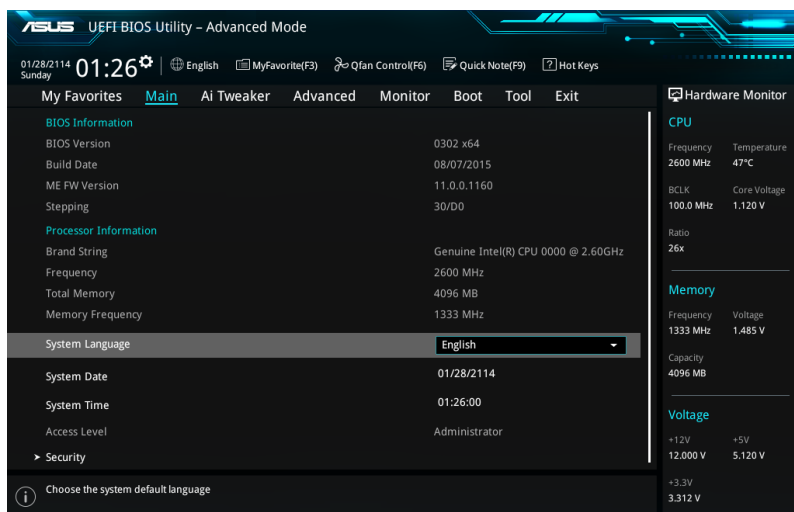 ASUS UEFI BIOS Utility – Advanced Mode
01/28/2114 Sunday 01:26 English MyFavorite(F3) Qfan Control(F6) Quick Note(F9) ? Hot Keys
My Favorites Main Ai Tweaker Advanced Monitor Boot Tool Exit
BIOS Information
BIOS Version 0302 x64
Build Date 08/07/2015
ME FW Version 11.0.0.1160
Stepping 30/D0
Processor Information
Brand String Genuine Intel(R) CPU 0000 @ 2.60GHz
Frequency 2600 MHz
Total Memory 4096 MB
Memory Frequency 1333 MHz
System Language English
System Date 01/28/2114
System Time 01:26:00
Access Level Administrator
Security
i Choose the system default language
Hardware Monitor
CPU
Frequency Temperature
2600 MHz 47°C
BCLK Core Voltage
100.0 MHz 1.120 V
Ratio
26x
Memory
Frequency Voltage
1333 MHz 1.485 V
Capacity
4096 MB
Voltage
+12V +5V
12.000 V 5.120 V
+3.3V
3.312 V